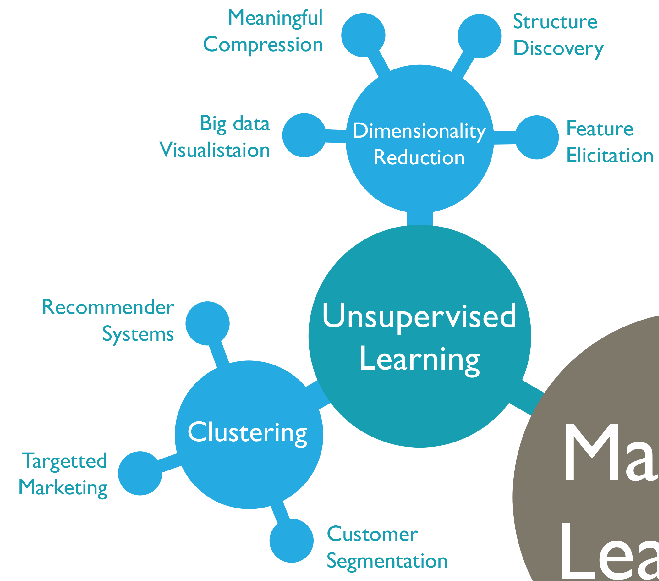 Meaningful
Compression
Structure
Discovery
Big data
Visualistaion
Dimensionality
Reduction
Feature
Elicitation
Unsupervised
Learning
Recommender
Systems
Clustering
Targetted
Marketing
Customer
Segmentation
Ma
Lea